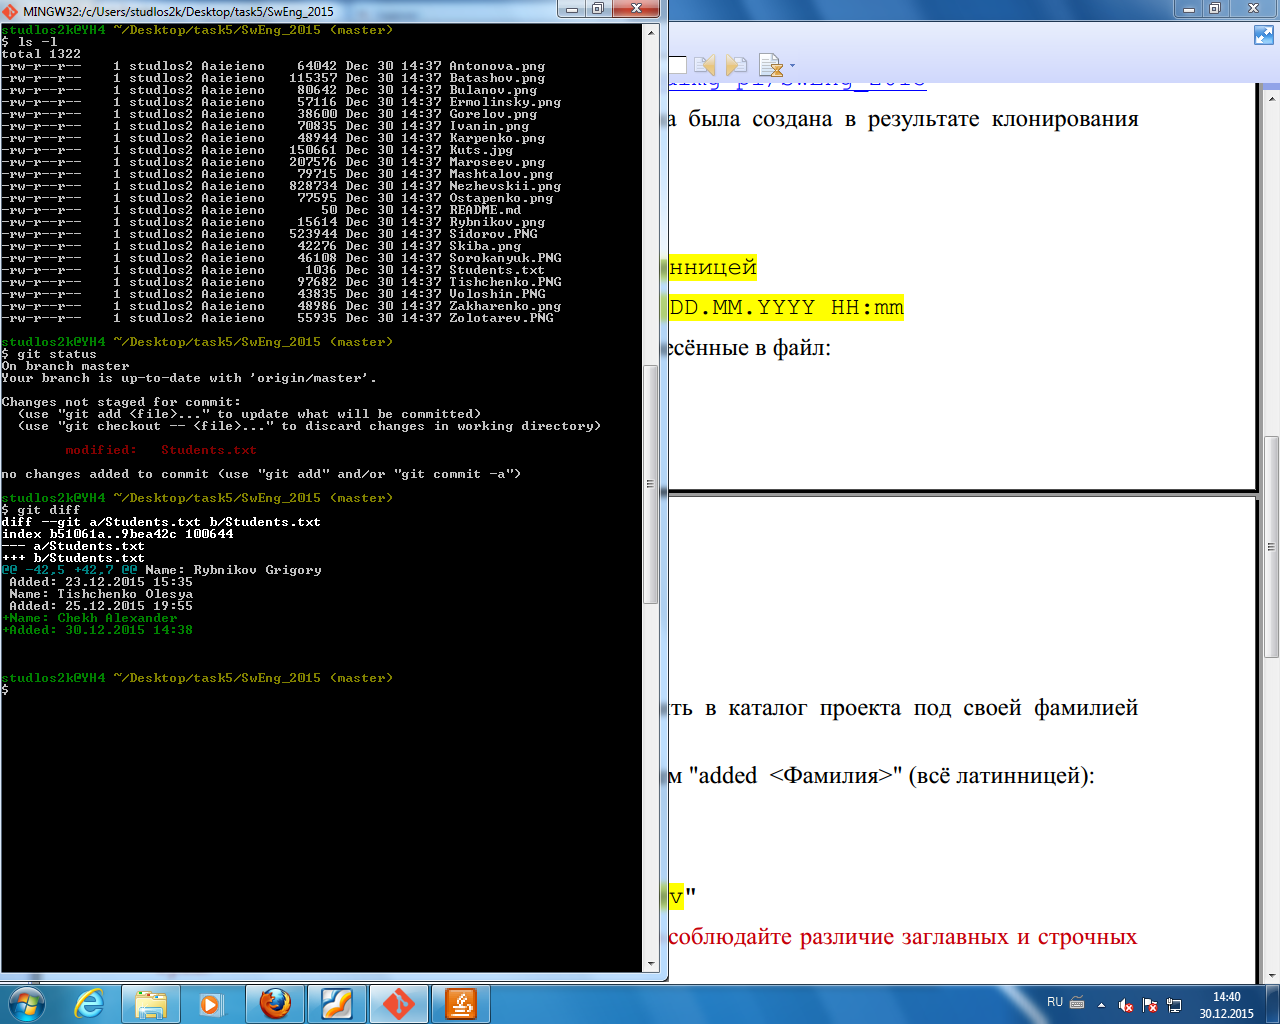 MINGW32:/c/Users/studlos2k/Desktop/task5/SwEng_2015
studlos2k@YH4 ~/Desktop/task5/SwEng_2015 (master)
$ ls -l
total 1322
-rw-r--r--    1 studlos2 Aaieieno    64042 Dec 30 14:37 Antonova.png
-rw-r--r--    1 studlos2 Aaieieno   115357 Dec 30 14:37 Batashov.png
-rw-r--r--    1 studlos2 Aaieieno    80642 Dec 30 14:37 Bulanov.png
-rw-r--r--    1 studlos2 Aaieieno    57116 Dec 30 14:37 Ermolinsky.png
-rw-r--r--    1 studlos2 Aaieieno    38600 Dec 30 14:37 Gorelov.png
-rw-r--r--    1 studlos2 Aaieieno    70835 Dec 30 14:37 Ivanin.png
-rw-r--r--    1 studlos2 Aaieieno    48944 Dec 30 14:37 Karpenko.png
-rw-r--r--    1 studlos2 Aaieieno   150661 Dec 30 14:37 Kuts.jpg
-rw-r--r--    1 studlos2 Aaieieno   207576 Dec 30 14:37 Maroseev.png
-rw-r--r--    1 studlos2 Aaieieno    79715 Dec 30 14:37 Mashtalov.png
-rw-r--r--    1 studlos2 Aaieieno   828734 Dec 30 14:37 Nezhevskii.png
-rw-r--r--    1 studlos2 Aaieieno    77595 Dec 30 14:37 Ostapenko.png
-rw-r--r--    1 studlos2 Aaieieno       50 Dec 30 14:37 README.md
-rw-r--r--    1 studlos2 Aaieieno    15614 Dec 30 14:37 Rybnikov.png
-rw-r--r--    1 studlos2 Aaieieno   523944 Dec 30 14:37 Sidorov.PNG
-rw-r--r--    1 studlos2 Aaieieno    42276 Dec 30 14:37 Skiba.png
-rw-r--r--    1 studlos2 Aaieieno    46108 Dec 30 14:37 Sorokanyuk.PNG
-rw-r--r--    1 studlos2 Aaieieno     1036 Dec 30 14:37 Students.txt
-rw-r--r--    1 studlos2 Aaieieno    97682 Dec 30 14:37 Tishchenko.PNG
-rw-r--r--    1 studlos2 Aaieieno    43835 Dec 30 14:37 Voloshin.PNG
-rw-r--r--    1 studlos2 Aaieieno    48986 Dec 30 14:37 Zakharenko.png
-rw-r--r--    1 studlos2 Aaieieno    55935 Dec 30 14:37 Zolotarev.PNG
studlos2k@YH4 ~/Desktop/task5/SwEng_2015 (master)
$ git status
On branch master
Your branch is up-to-date with 'origin/master'.
Changes not staged for commit:
  (use "git add <file>..." to update what will be committed)
  (use "git checkout -- <file>..." to discard changes in working directory)
        modified:   Students.txt
no changes added to commit (use "git add" and/or "git commit -a")
studlos2k@YH4 ~/Desktop/task5/SwEng_2015 (master)
$ git diff
diff --git a/Students.txt b/Students.txt
index b51061a..9bea42c 100644
--- a/Students.txt
+++ b/Students.txt
@@ -42,5 +42,7 @@ Name: Rybnikov Grigory
 Added: 23.12.2015 15:35
 Name: Tishchenko Olesya
 Added: 25.12.2015 19:55
+Name: Chekh Alexander
+Added: 30.12.2015 14:38
studlos2k@YH4 ~/Desktop/task5/SwEng_2015 (master)
$
а была создана в результате клонирования
нницей
DD.MM.YYYY HH:mm
есённые в файл:
ть в каталог проекта под своей фамилией
м "added <Фамилия>" (всё латинницей):
v"
соблюдайте различие заглавных и строчных
RU
14:40
30.12.2015